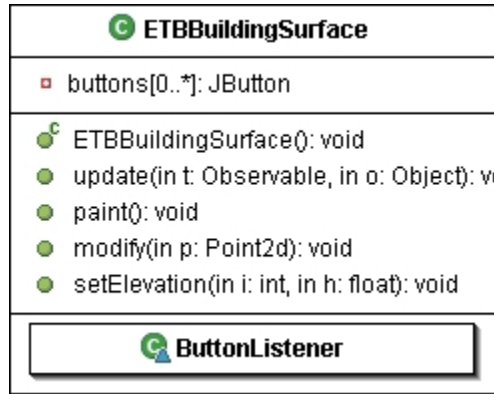 ETBBuildingSurface
buttons[0..*]: JButton
ETBBuildingSurface(): void
update(in t: Observable, in o: Object):
paint(): void
modify(in p: Point2d): void
setElevation(in i: int, in h: float): void
ButtonListener